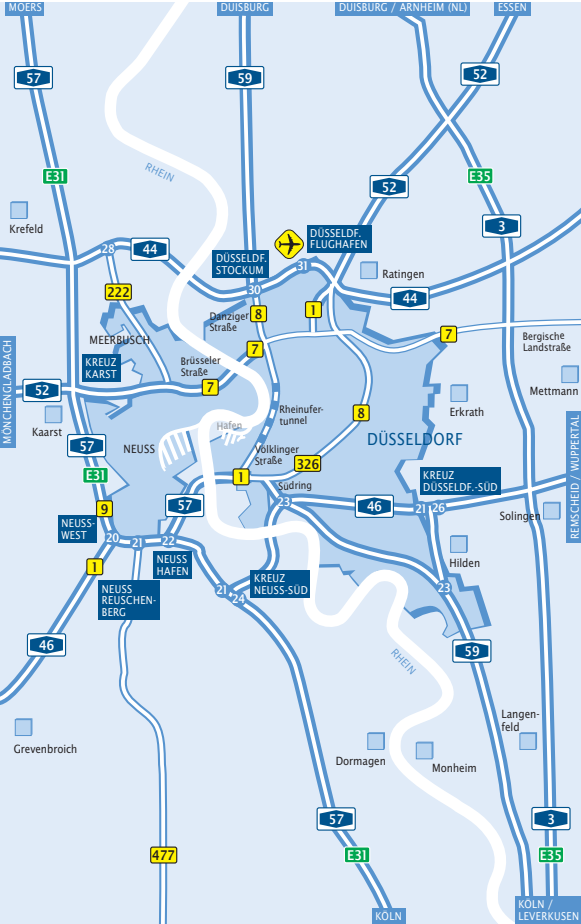 MOERS
DUISBURG
DUISBURG / ARNHEIM (NL)
ESSEN
57
59
52
RHEIN
E31
52
E35
Krefeld
3
28
44
DÜSSELDF.
FLUGHAFEN
DÜSSELDF.
STOCKUM
31
Ratingen
30
222
44
Danziger
Straße
8
1
MEERBUSCH
7
Bergische
Landstraße
KREUZ
KARST
Brüsseler
Straße
7
7
MÖNCHENGLADBACH
52
Mettmann
Erkrath
Kaarst
Rheinufer-
tunnel
8
Hafen
DÜSSELDORF
57
NEUSS
Völklinger
Straße
326
REMSCHEID / WUPPERTAL
E31
1
Südring
KREUZ
DÜSSELDF.-SÜD
9
57
23
46
21
26
Solingen
NEUSS-
WEST
20
21
22
Hilden
1
NEUSS
HAFEN
NEUSS
REUSCHEN-
BERG
21
24
KREUZ
NEUSS-SÜD
23
46
59
RHEIN
Langen-
feld
Grevenbroich
Dormagen
Monheim
57
3
477
E31
E35
KÖLN
KÖLN /
LEVERKUSEN